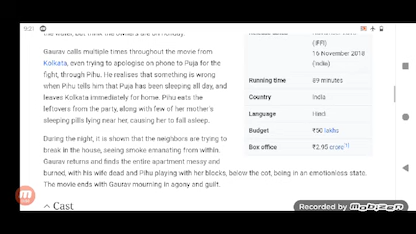 9:21
the water, but think the owners are on holiday.
Gaurav calls multiple times throughout the movie from
Kolkata, even trying to apologise on phone to Puja for the
fight, through Pihu. He realises that something is wrong
when Pihu tells him that Puja has been sleeping all day, and
leaves Kolkata immediately for home. Pihu eats the
leftovers from the party, along with few of her mother's
sleeping pills lying near her, causing her to fall asleep.
During the night, it is shown that the neighbors are trying to
break in the house, seeing smoke emanating from within.
Gaurav returns and finds the entire apartment messy and
burned, with his wife dead and Pihu playing with her blocks, below the cot, being in an emotionless state.
The movie ends with Gaurav mourning in agony and guilt.
Cast
(IFFI)
16 November 2018
(India)
Running time 89 minutes
Country India
Language Hindi
Budget ₹50 lakhs
Box office ₹2.95 crore[1]
Recorded by
MOBIZEN